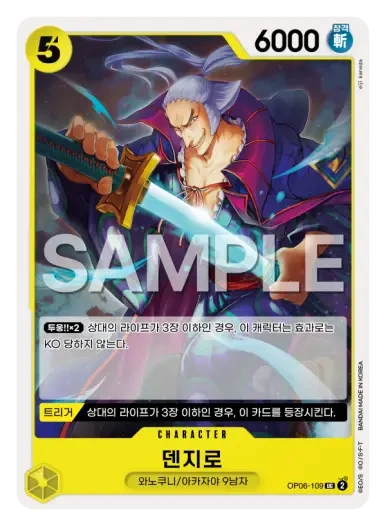 5
6000
참격
斬
eiji kaneda
SAMPLE
두웅!!×2 상대의 라이프가 3장 이하인 경우, 이 캐릭터는 효과로는
KO 당하지 않는다.
트리거 상대의 라이프가 3장 이하인 경우, 이 카드를 등장시킨다.
CHARACTER
덴지로
와노쿠니/아카자야 9남자
OP06-109 UC 2
©E.O/S. ©O/S·F·T BANDAI MADE IN KOREA